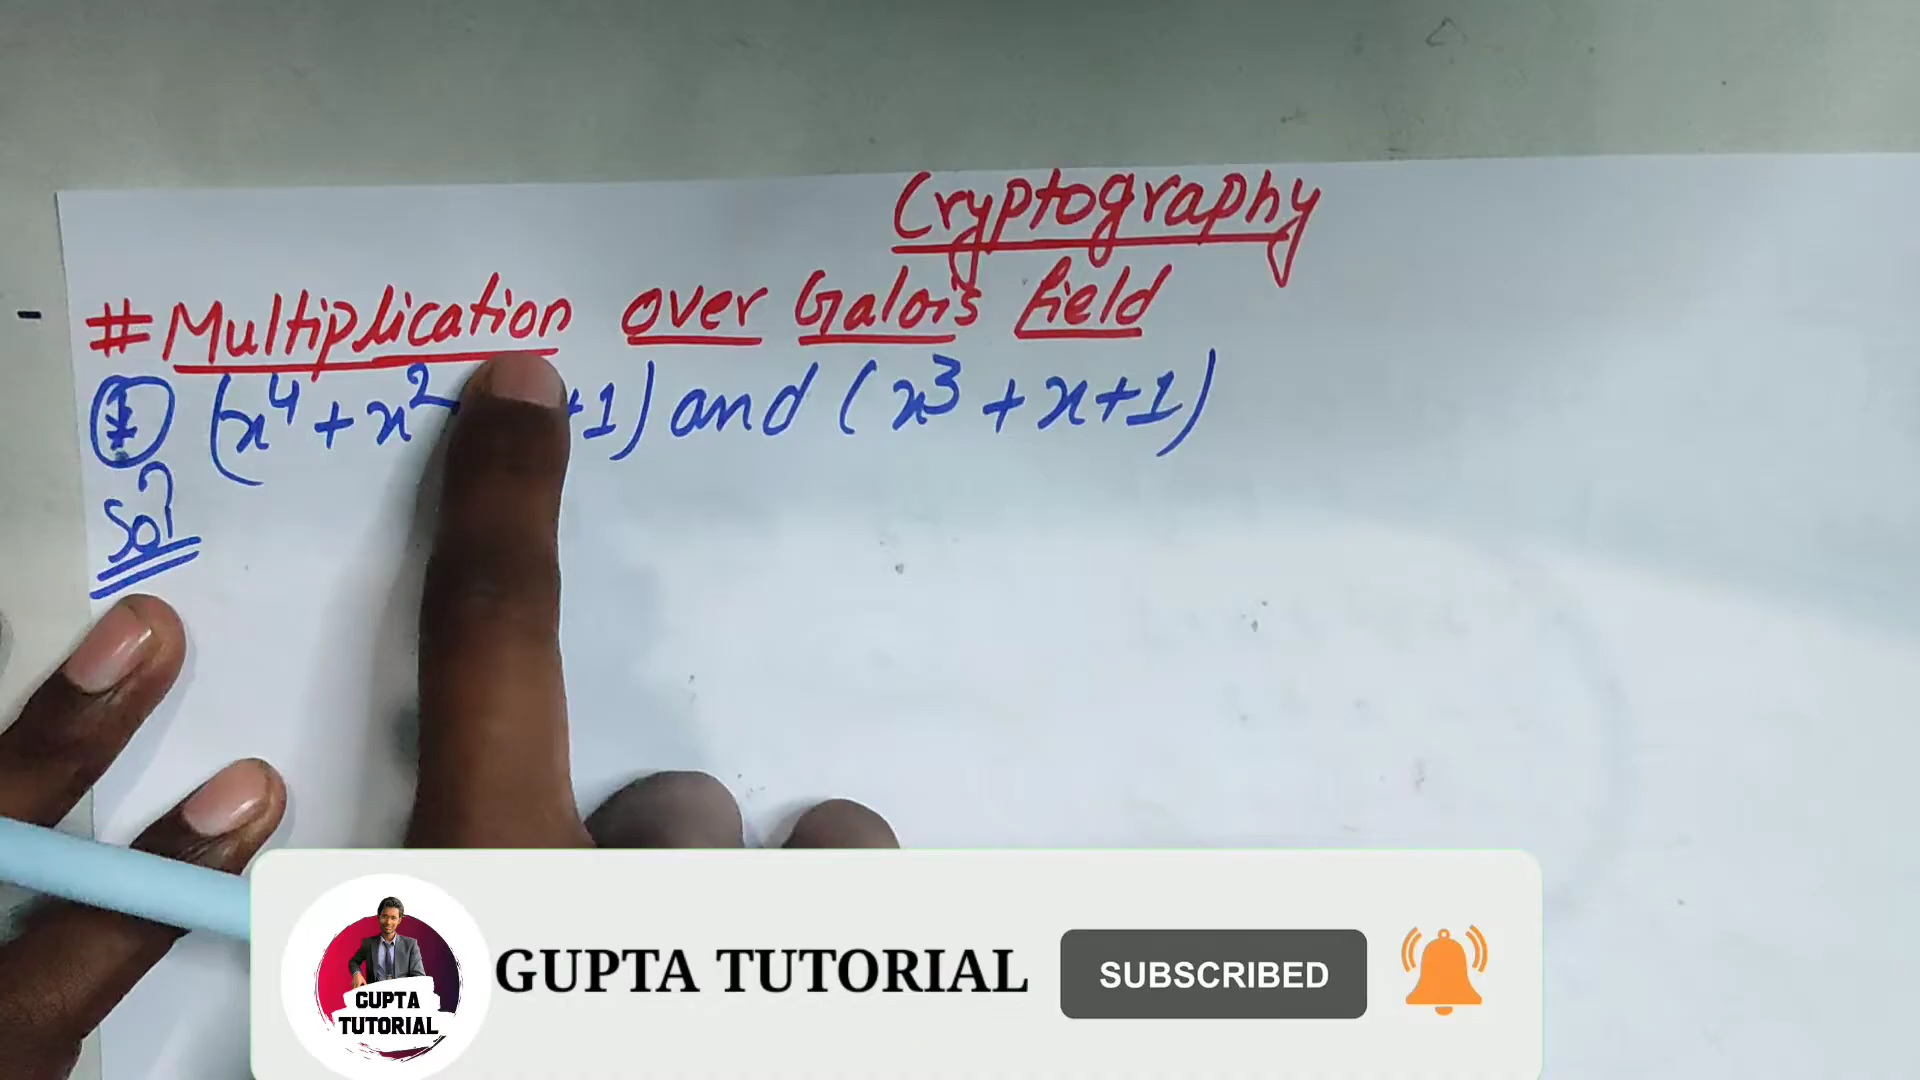 Cryptography
# Multiplication over Galois field
(x⁴ + x² +1) and (x³ + x+1)
Sol
GUPTA TUTORIAL
GUPTA TUTORIAL
SUBSCRIBED